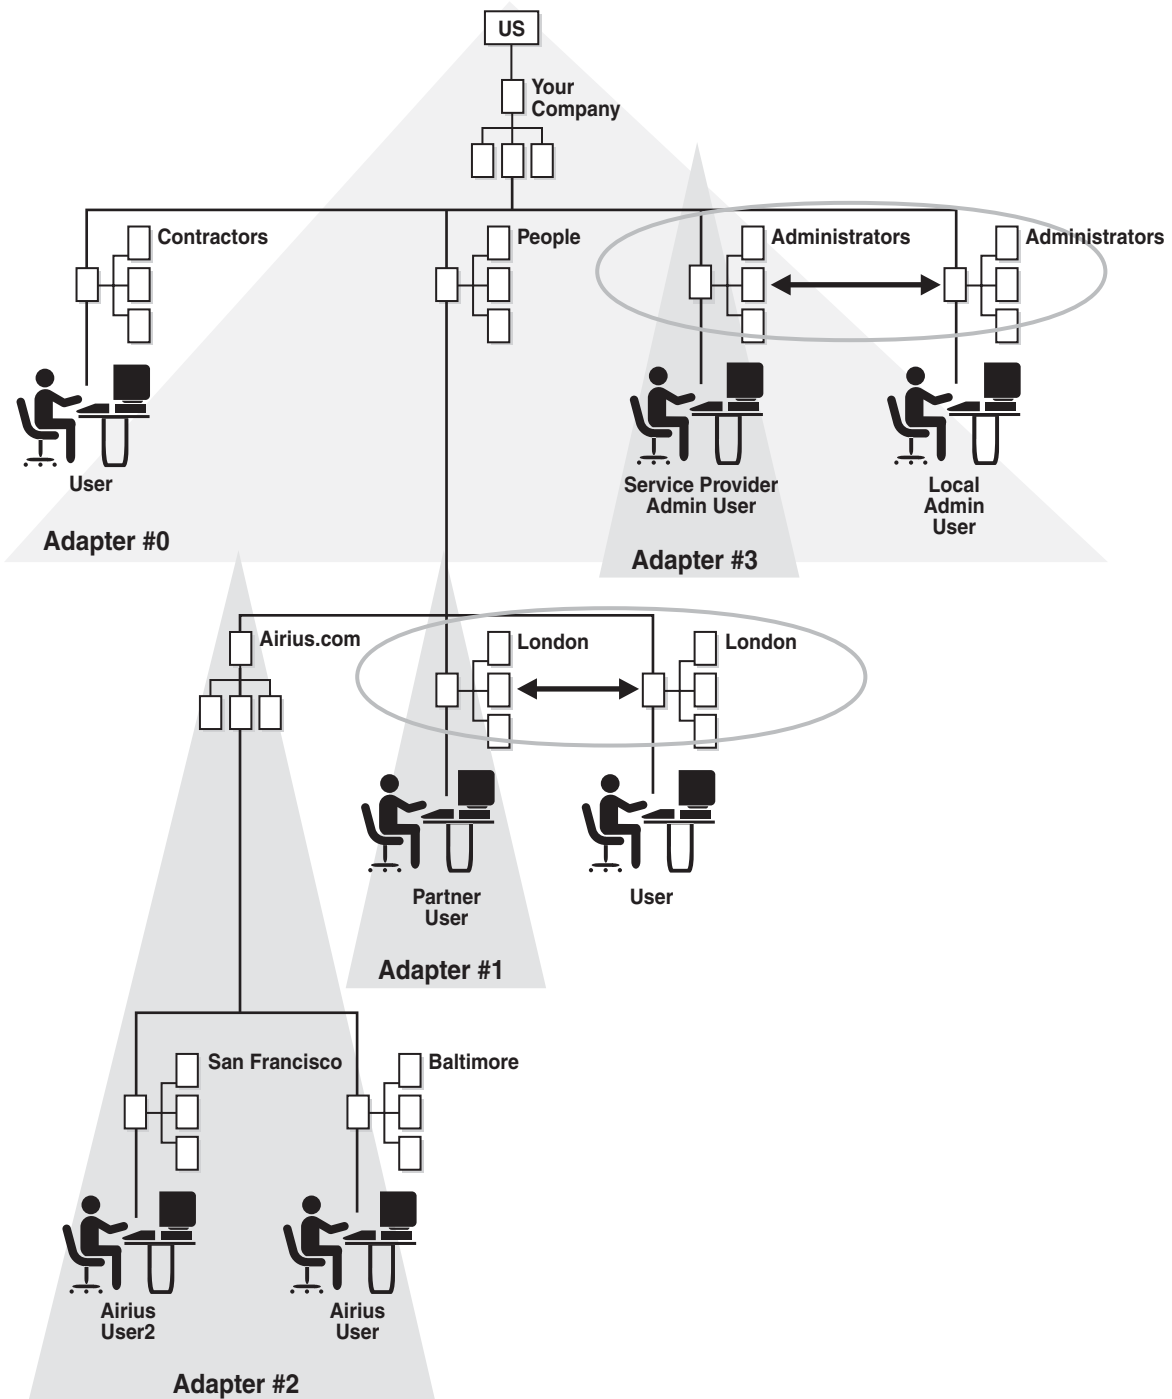 US
Your
Company
Contractors
People
Administrators
Administrators
User
Service Provider
Admin User
Local
Admin
User
Adapter #0
Adapter #3
Airius.com
London
London
Partner
User
User
Adapter #1
San Francisco
Baltimore
Airius
User2
Airius
User
Adapter #2